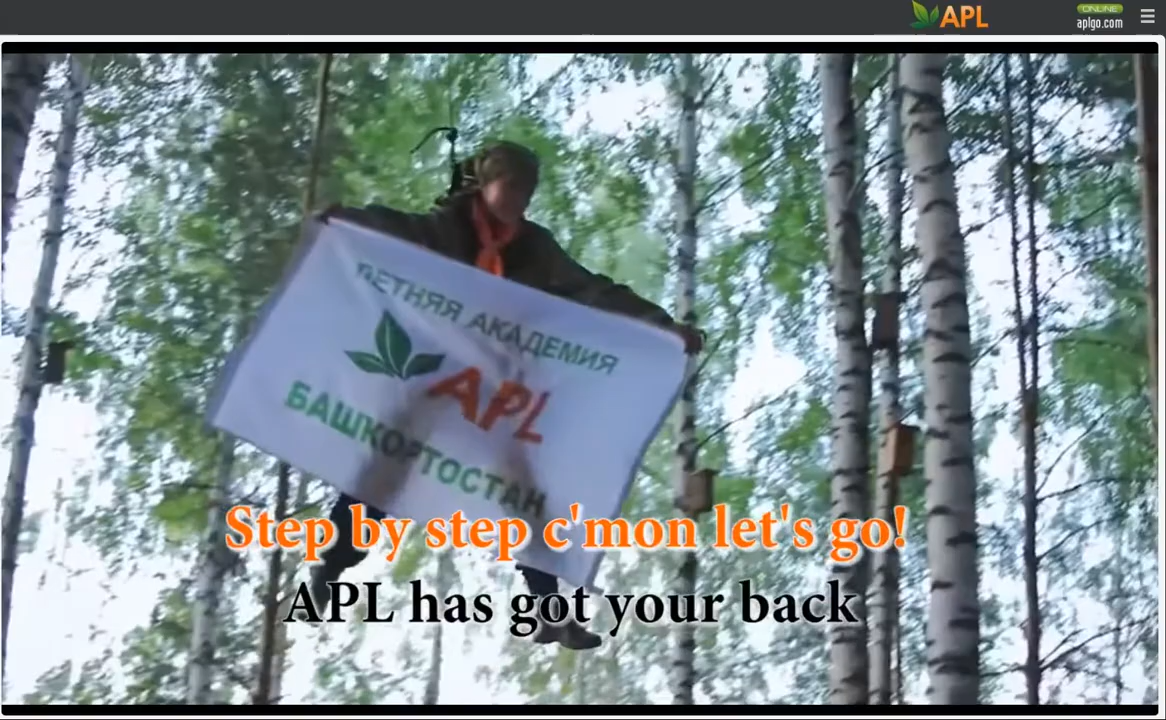 APL
ONLINE
aplgo.com
ЛЕТНЯЯ АКАДЕМИЯ
APL
БАШКОРТОСТАН
Step by step c'mon let's go!
APL has got your back